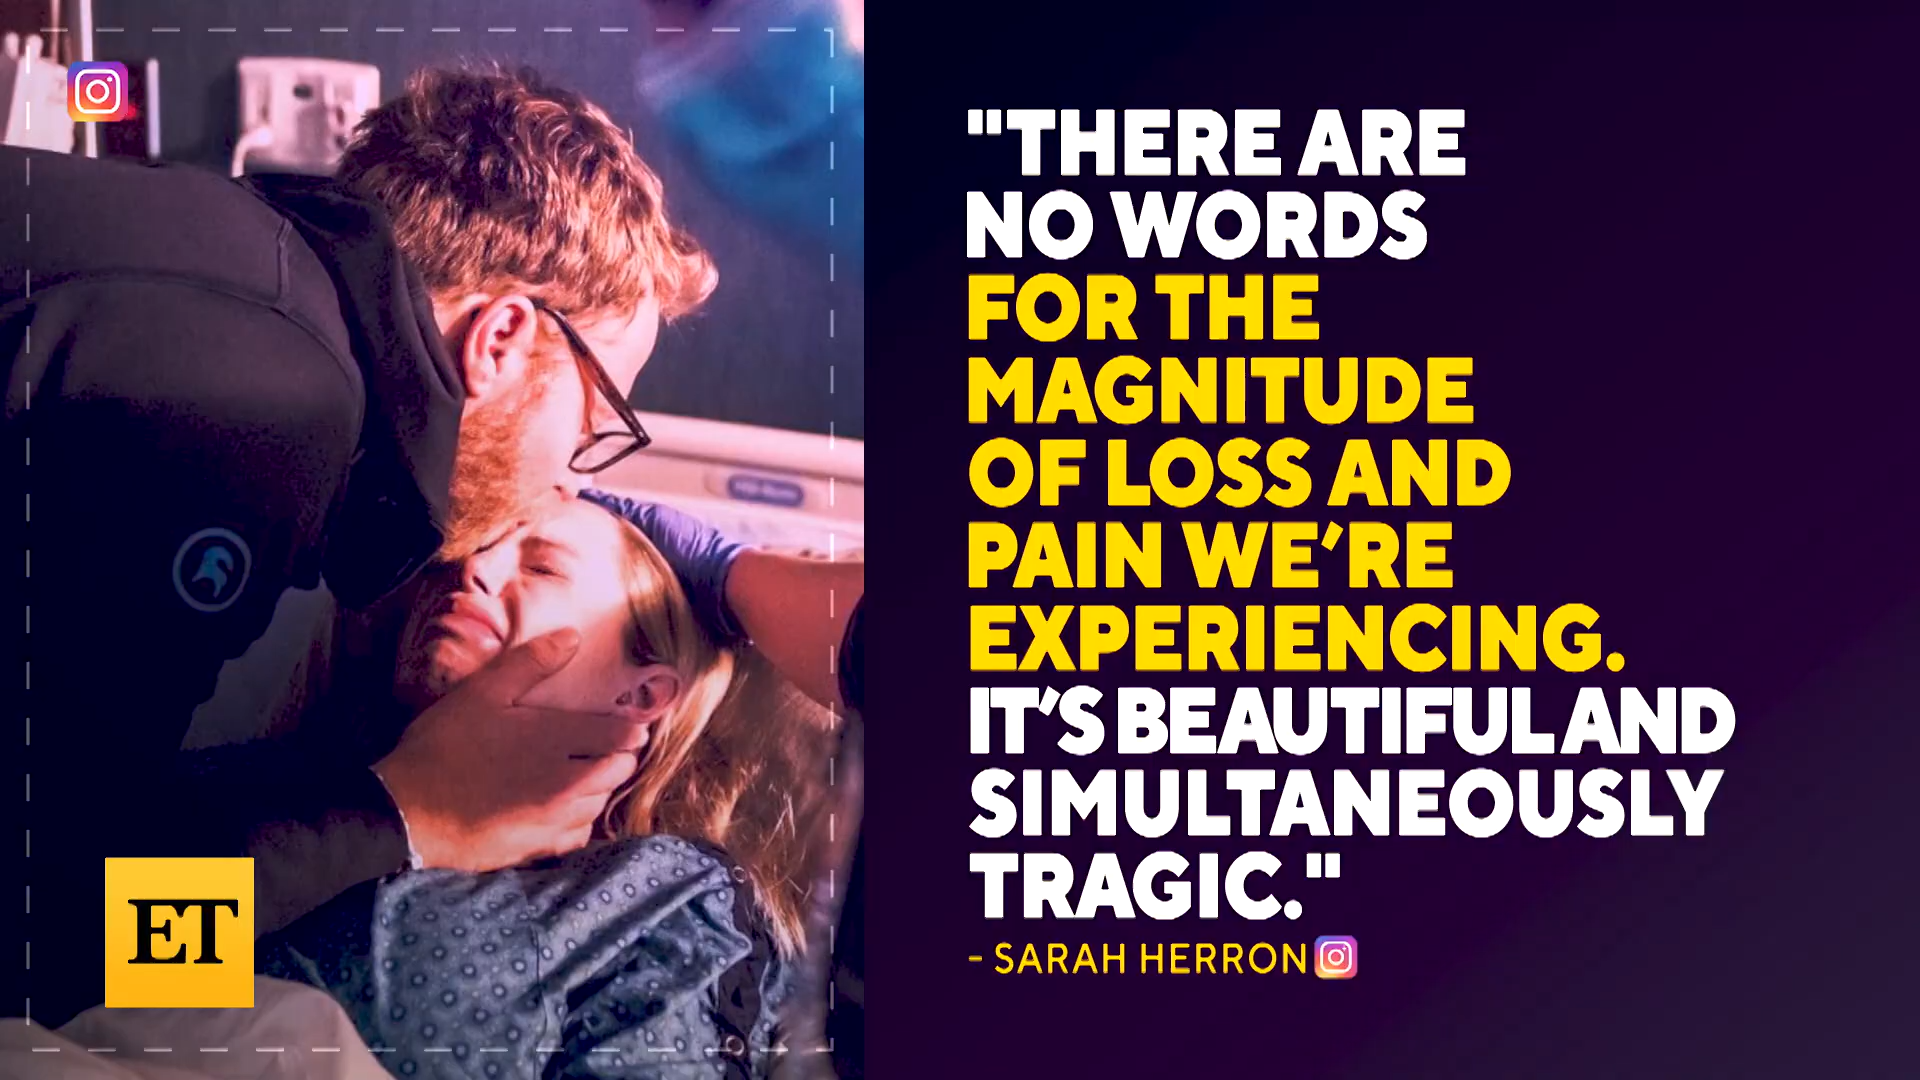 "THERE ARE
NO WORDS
FOR THE
MAGNITUDE
OF LOSS AND
PAIN WE'RE
EXPERIENCING.
IT'S BEAUTIFUL AND
SIMULTANEOUSLY
TRAGIC."
- SARAH HERRON
ET